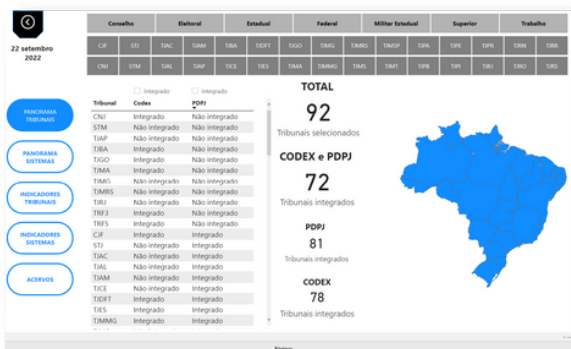 Conselho Eleitoral Estadual Federal Militar Estadual Superior Trabalho
22 setembro
2022
CJF STJ TJAC TJAM TJBA TJDFT TJGO TJMG TJMRS TJMSP TJPA TJPE TJPR TJRN TJRR
CNJ STM TJAL TJAP TJCE TJES TJMA TJMMG TJMS TJMT TJPB TJPI TJRJ TJRO TJRS
Integrado Integrado
Tribunal Codex PDPJ
CNJ Integrado Não integrado
STM Não integrado Não integrado
TJAP Não integrado Não integrado
TJBA Integrado Não integrado
TJGO Integrado Não integrado
TJMA Integrado Não integrado
TJMG Não integrado Não integrado
TJMRS Não integrado Não integrado
TJRJ Não integrado Não integrado
TRF3 Integrado Não integrado
TRF5 Integrado Não integrado
CJF Integrado Integrado
STJ Não integrado Integrado
TJAC Não integrado Integrado
TJAL Não integrado Integrado
TJAM Não integrado Integrado
TJCE Não integrado Integrado
TJDFT Integrado Integrado
TJES Integrado Integrado
TJMMG Integrado Integrado
PANORAMA
TRIBUNAIS
PANORAMA
SISTEMAS
INDICADORES
TRIBUNAIS
INDICADORES
SISTEMAS
ACERVOS
TOTAL
92
Tribunais selecionados
CODEX e PDPJ
72
Tribunais integrados
PDPJ
81
Tribunais integrados
CODEX
78
Tribunais integrados